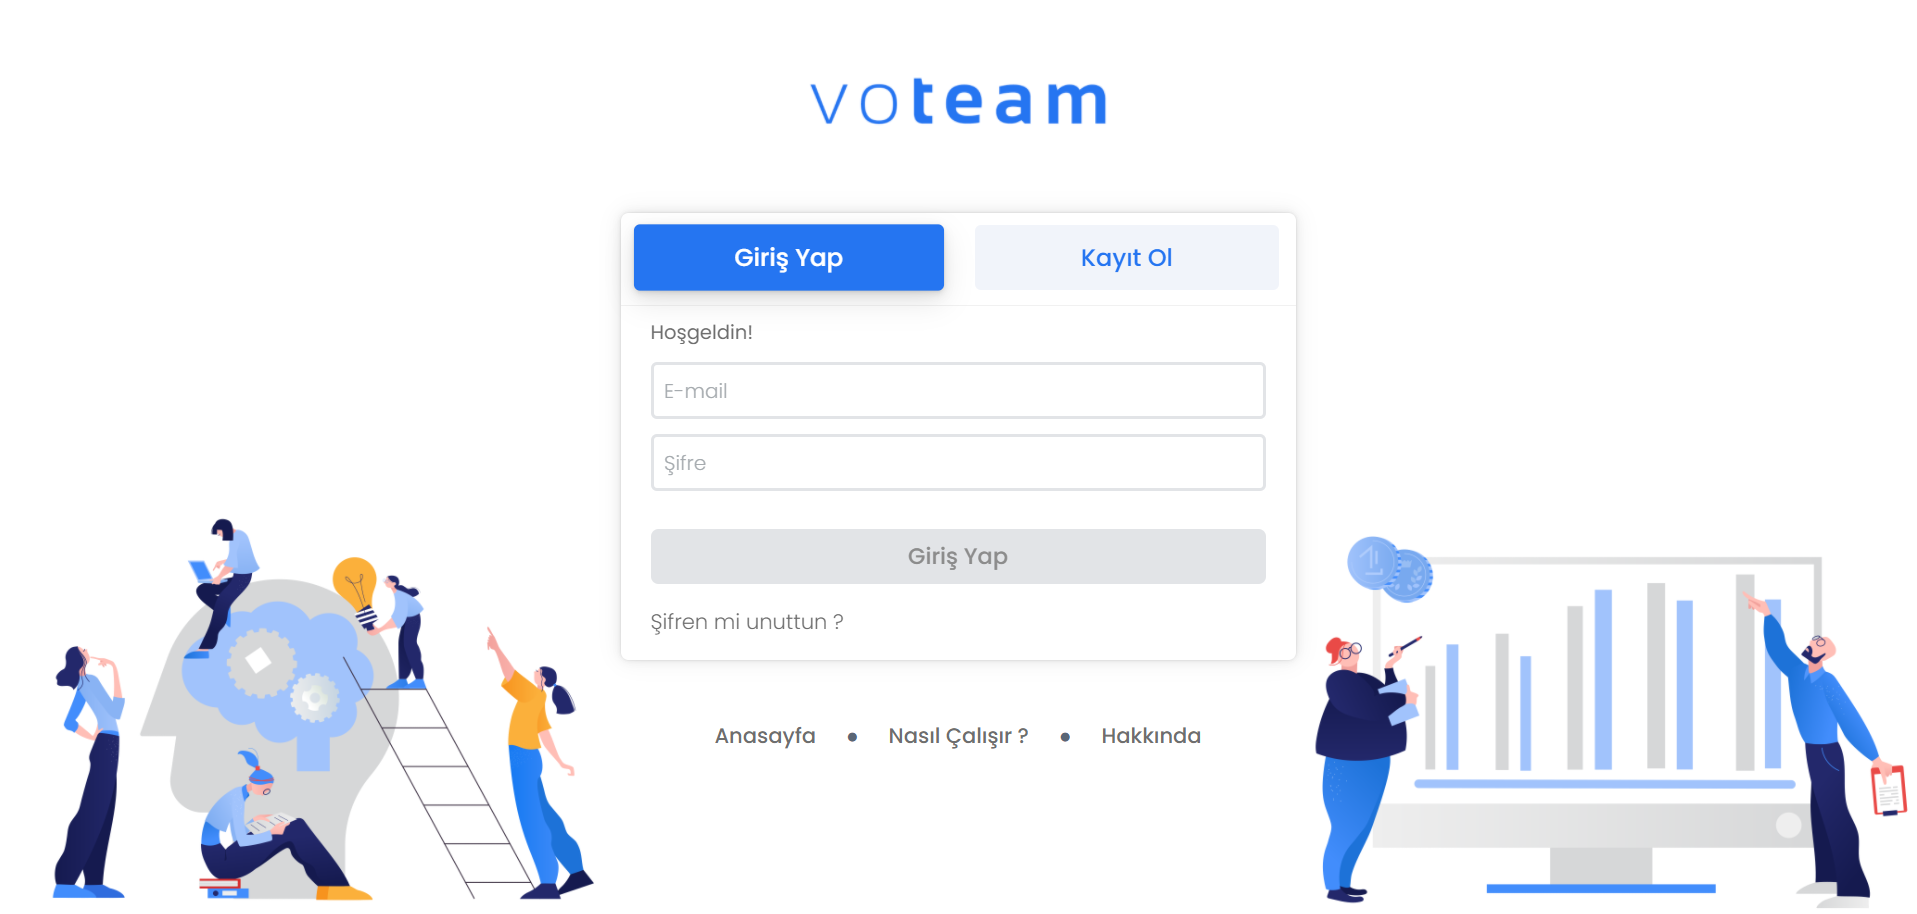 voteam
Giriş Yap
Kayıt Ol
Hoşgeldin!
E-mail
Şifre
Giriş Yap
Şifren mi unuttun ?
Anasayfa • Nasıl Çalışır ? • Hakkında